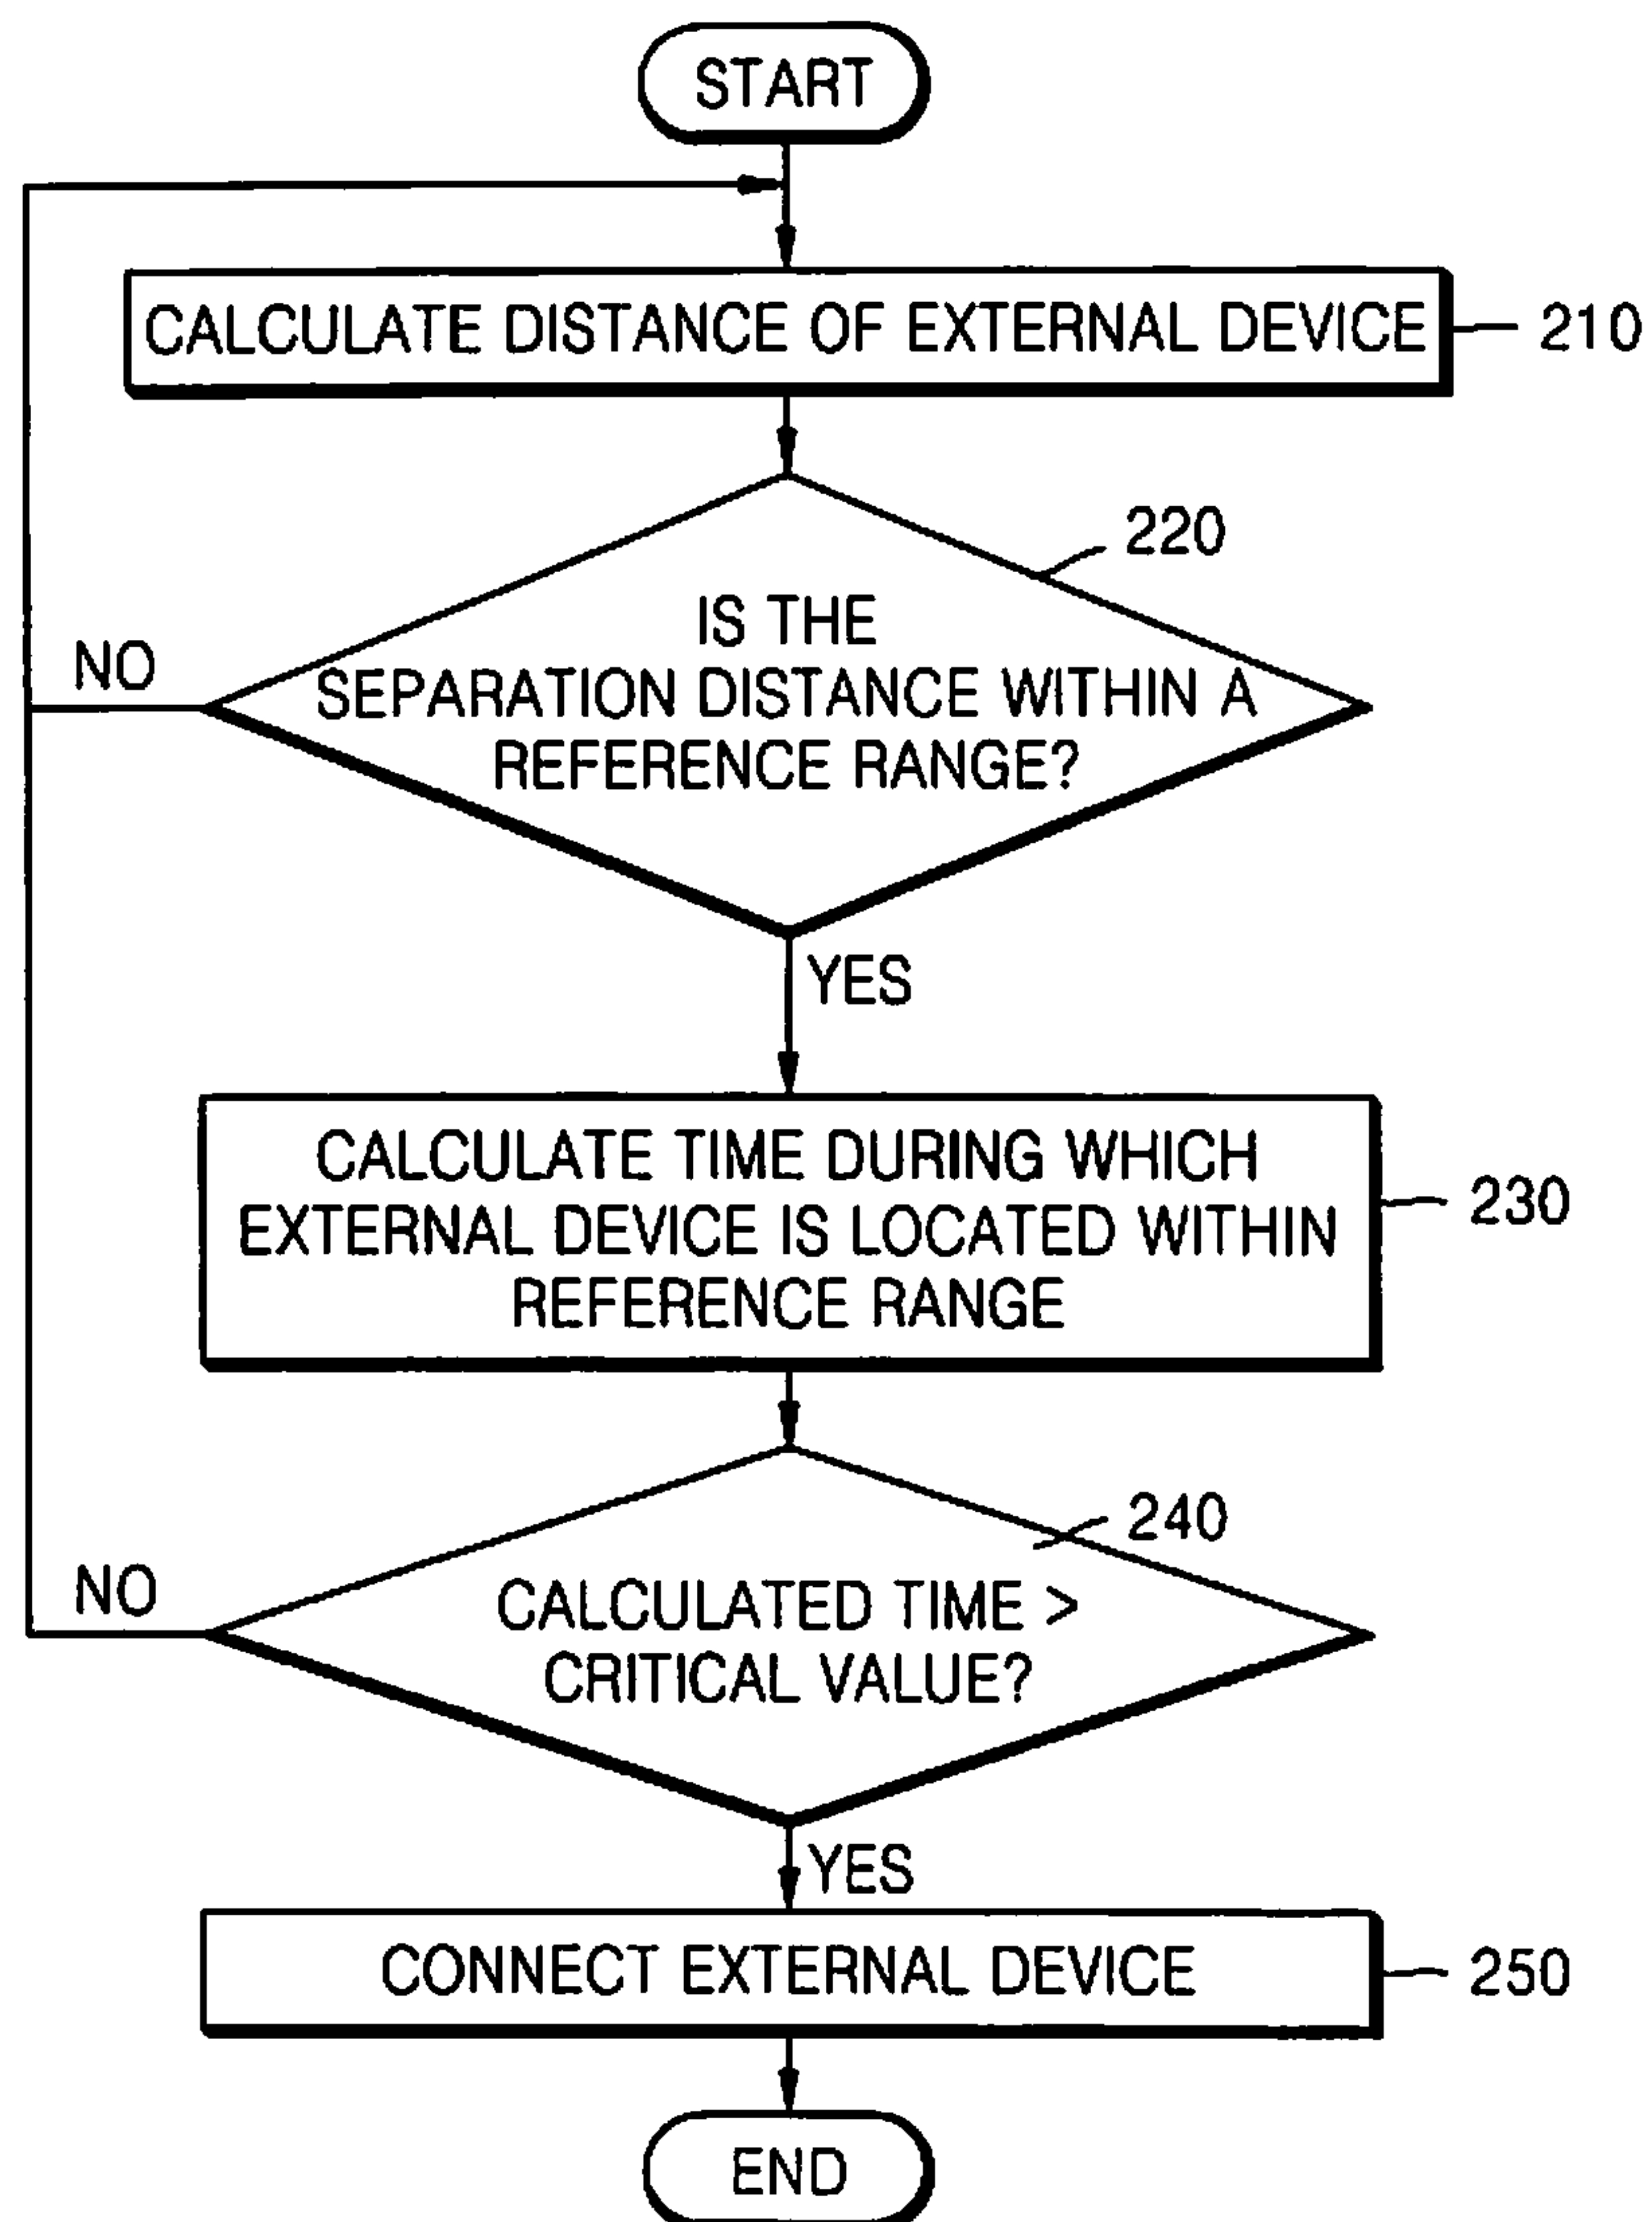 START
CALCULATE DISTANCE OF EXTERNAL DEVICE
210
220
IS THE
SEPARATION DISTANCE WITHIN A
REFERENCE RANGE?
NO
YES
CALCULATE TIME DURING WHICH
EXTERNAL DEVICE IS LOCATED WITHIN
REFERENCE RANGE
230
240
CALCULATED TIME >
CRITICAL VALUE?
NO
YES
CONNECT EXTERNAL DEVICE
250
END